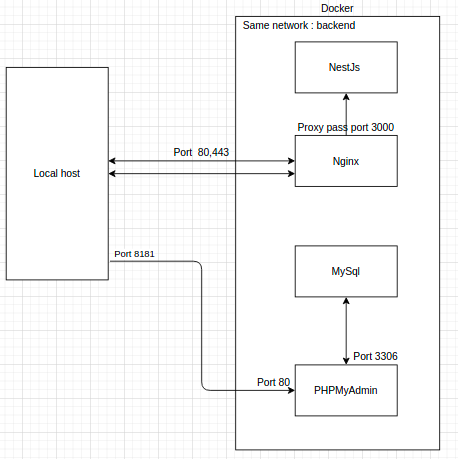 Docker
Same network : backend
NestJs
Proxy pass port 3000
Port 80,443
Nginx
Local host
Port 8181
MySql
Port 3306
Port 80
PHPMyAdmin